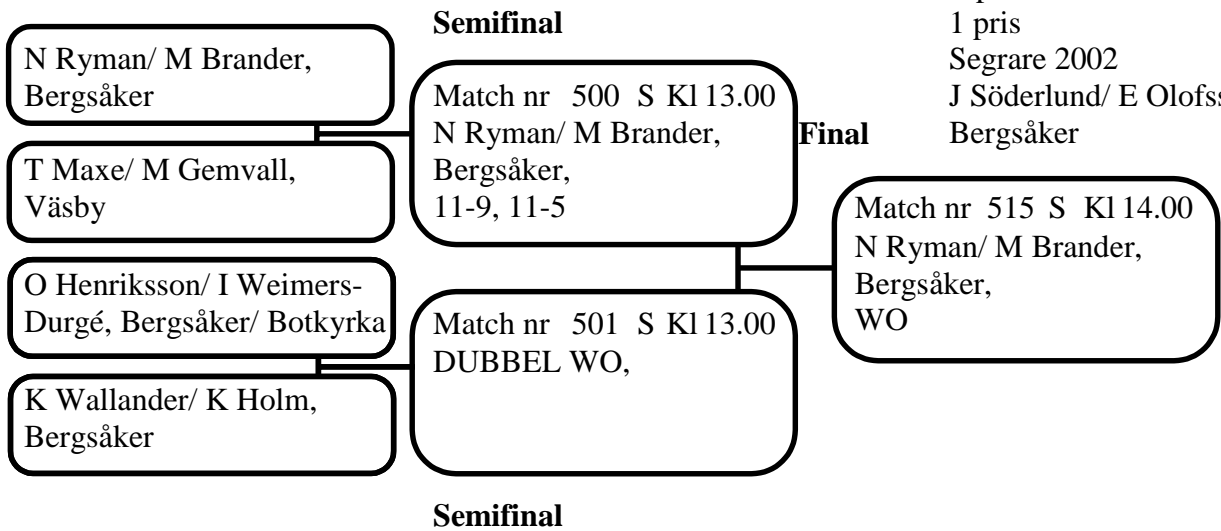 Semifinal
1 pris
Segrare 2002
J Söderlund/ E Olofs
Bergsåker
N Ryman/ M Brander,
Bergsåker
T Maxe/ M Gemvall,
Väsby
O Henriksson/ I Weimers-
Durgé, Bergsåker/ Botkyrka
K Wallander/ K Holm,
Bergsåker
Match nr 500 S Kl 13.00
N Ryman/ M Brander,
Bergsåker,
11-9, 11-5
Match nr 501 S Kl 13.00
DUBBEL WO,
Final
Match nr 515 S Kl 14.00
N Ryman/ M Brander,
Bergsåker,
WO
Semifinal